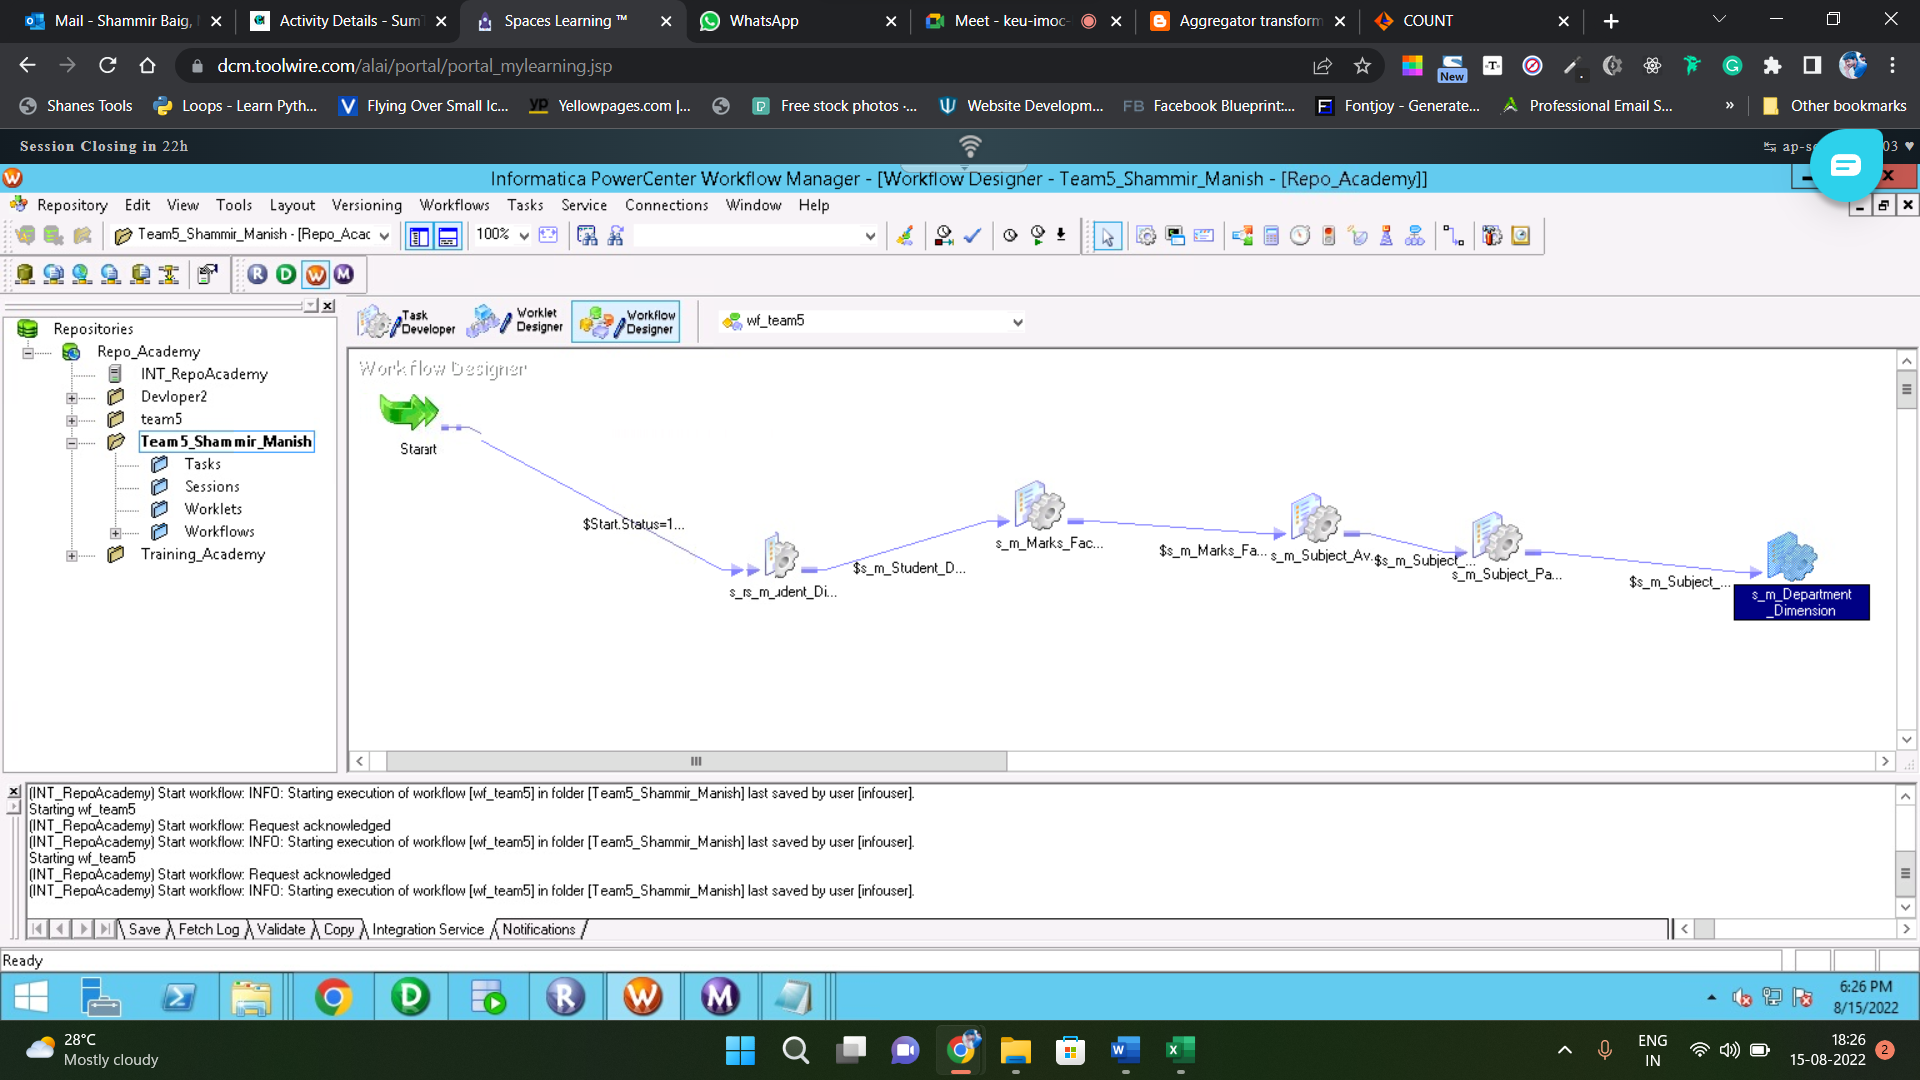 Mail - Shammir Baig,
Activity Details - Sum
Spaces Learning ™
WhatsApp
Meet - keu-imoc-
Aggregator transform
COUNT
dcm.toolwire.com/alai/portal/portal_mylearning.jsp
New
Shanes Tools
Loops - Learn Pyth...
Flying Over Small Ic...
Yellowpages.com |...
Free stock photos ·...
Website Developm...
FB Facebook Blueprint:...
Fontjoy - Generate...
Professional Email S...
»
Other bookmarks
Session Closing in 22h
03 ♥
Informatica PowerCenter Workflow Manager - [Workflow Designer - Team5_Shammir_Manish - [Repo_Academy]]
Repository Edit View Tools Layout Versioning Workflows Tasks Service Connections Window Help
Team5_Shammir_Manish - [Repo_Acac
100%
R D W M
Repositories
Repo_Academy
INT_RepoAcademy
Devloper2
team5
Team5_Shammir_Manish
Tasks
Sessions
Worklets
Workflows
Training_Academy
Task Developer
Worklet Designer
Workflow Designer
wf_team5
Workflow Designer
$Start.Status=1...
s_m_Marks_Fac...
$s_m_Student_D...
$s_m_Marks_Fa...
s_m_Subject_Av...
$s_m_Subject_...
s_m_Subject_Pa...
$s_m_Subject_...
s_m_Department
_Dimension
(INT_RepoAcademy) Start workflow: INFO: Starting execution of workflow [wf_team5] in folder [Team5_Shammir_Manish] last saved by user [infouser].
Starting wf_team5
(INT_RepoAcademy) Start workflow: Request acknowledged
(INT_RepoAcademy) Start workflow: INFO: Starting execution of workflow [wf_team5] in folder [Team5_Shammir_Manish] last saved by user [infouser].
Starting wf_team5
(INT_RepoAcademy) Start workflow: Request acknowledged
(INT_RepoAcademy) Start workflow: INFO: Starting execution of workflow [wf_team5] in folder [Team5_Shammir_Manish] last saved by user [infouser].
Save Fetch Log Validate Copy Integration Service Notifications
Ready
6:26 PM
8/15/2022
28°C
Mostly cloudy
ENG
IN
18:26
15-08-2022
2